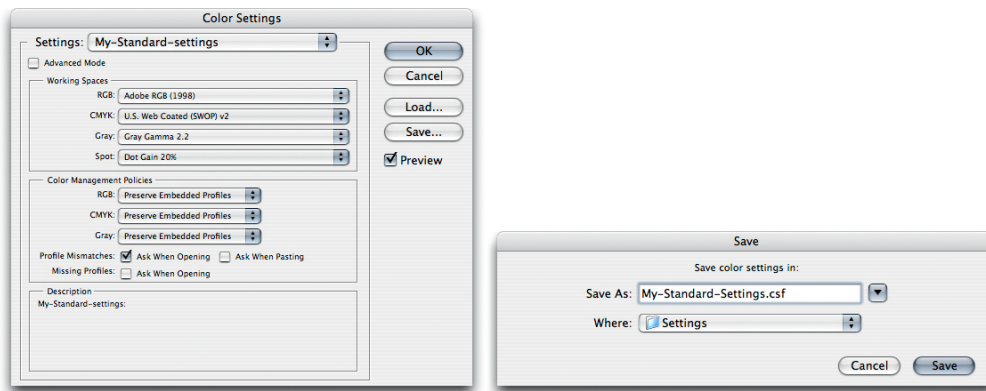 Color Settings
Settings: My-Standard-settings
Advanced Mode
Working Spaces
RGB: Adobe RGB (1998)
CMYK: U.S. Web Coated (SWOP) v2
Gray: Gray Gamma 2.2
Spot: Dot Gain 20%
Color Management Policies
RGB: Preserve Embedded Profiles
CMYK: Preserve Embedded Profiles
Gray: Preserve Embedded Profiles
Profile Mismatches: Ask When Opening Ask When Pasting
Missing Profiles: Ask When Opening
Description
My-Standard-settings:
OK
Cancel
Load...
Save...
Preview
Save
Save color settings in:
Save As: My-Standard-Settings.csf
Where: Settings
Cancel Save